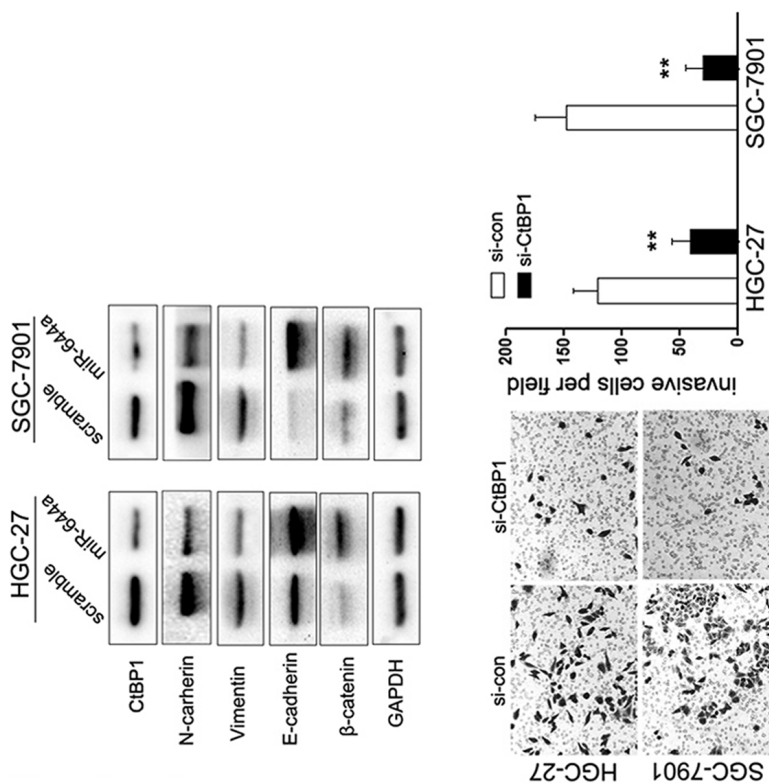 HGC-27
SGC-7901
scramble
miR-644a
scramble
miR-644a
CtBP1
N-carherin
Vimentin
E-cadherin
β-catenin
GAPDH
si-con
si-CtBP1
HGC-27
SGC-7901
si-con
si-CtBP1
invasive cells per field
200
150
100
50
0
**
**
HGC-27
SGC-7901